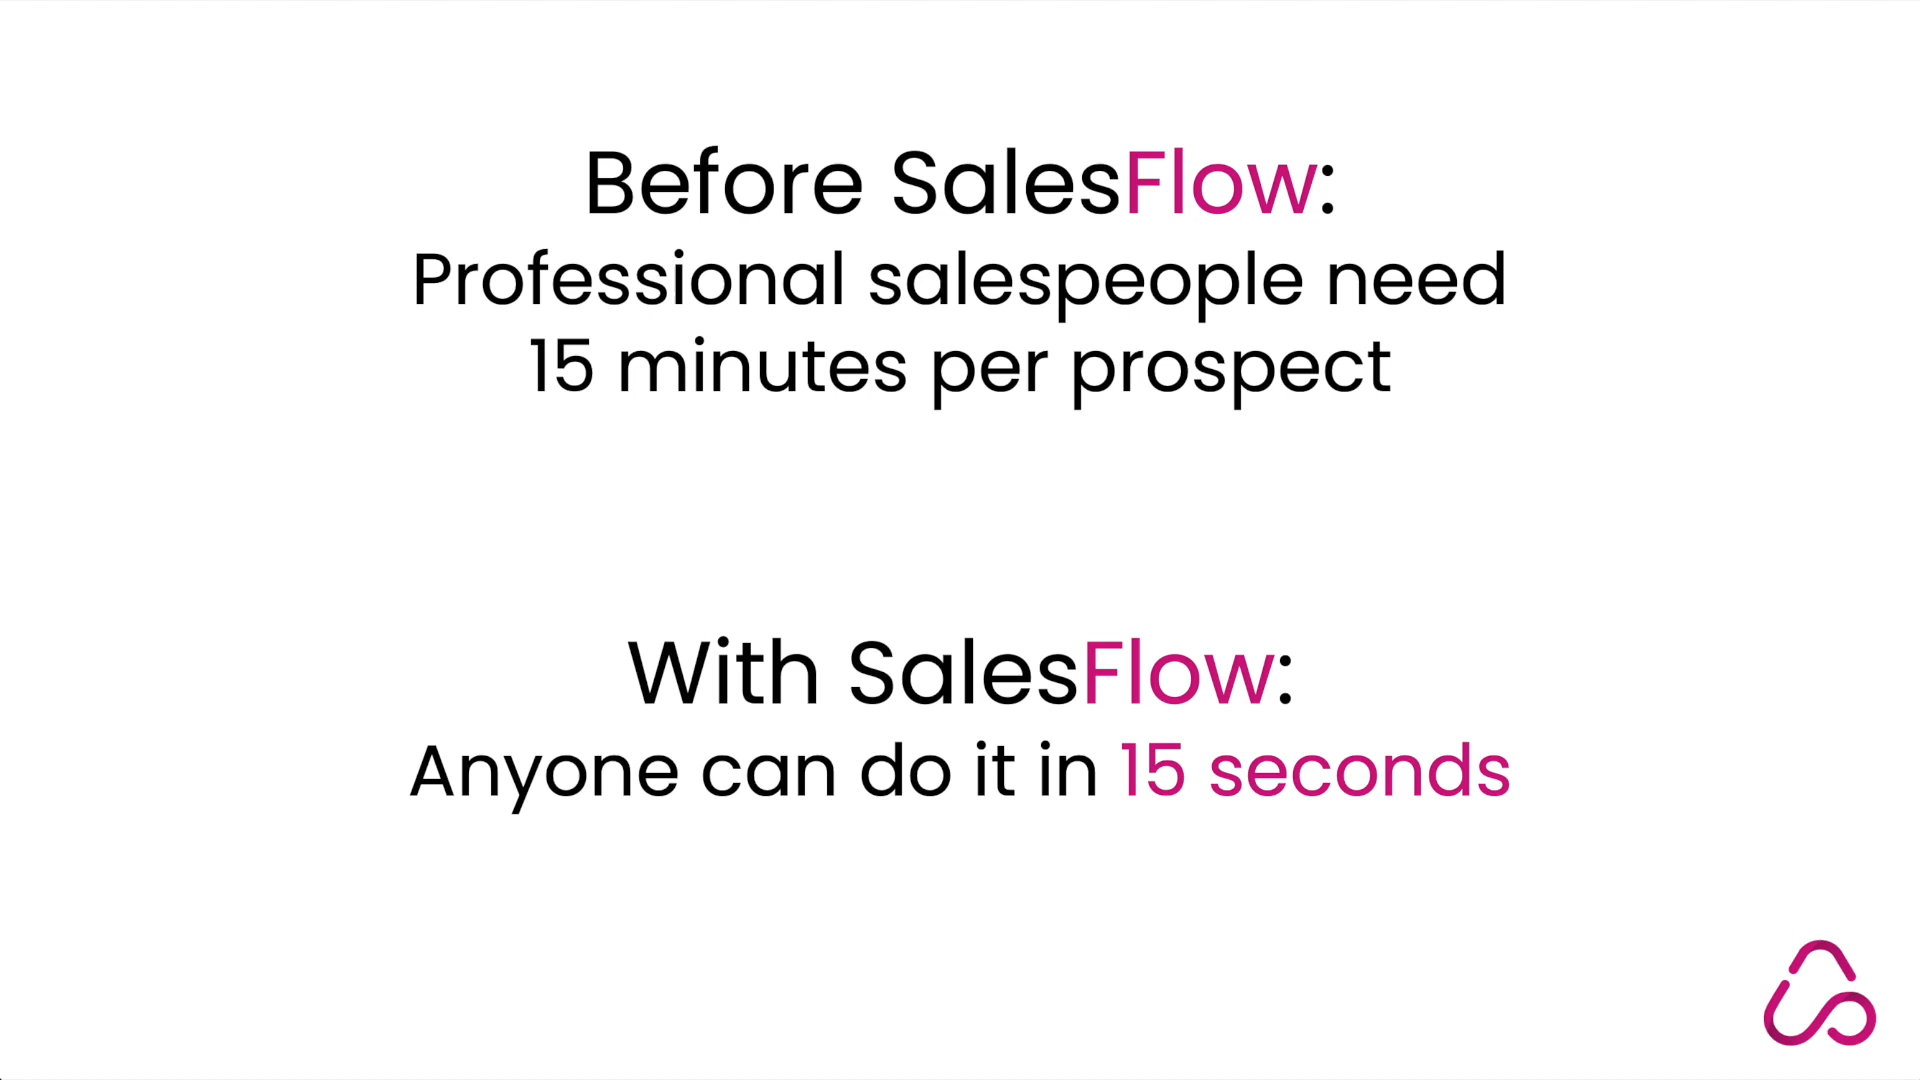 Before SalesFlow:
Professional salespeople need
15 minutes per prospect
With SalesFlow:
Anyone can do it in 15 seconds